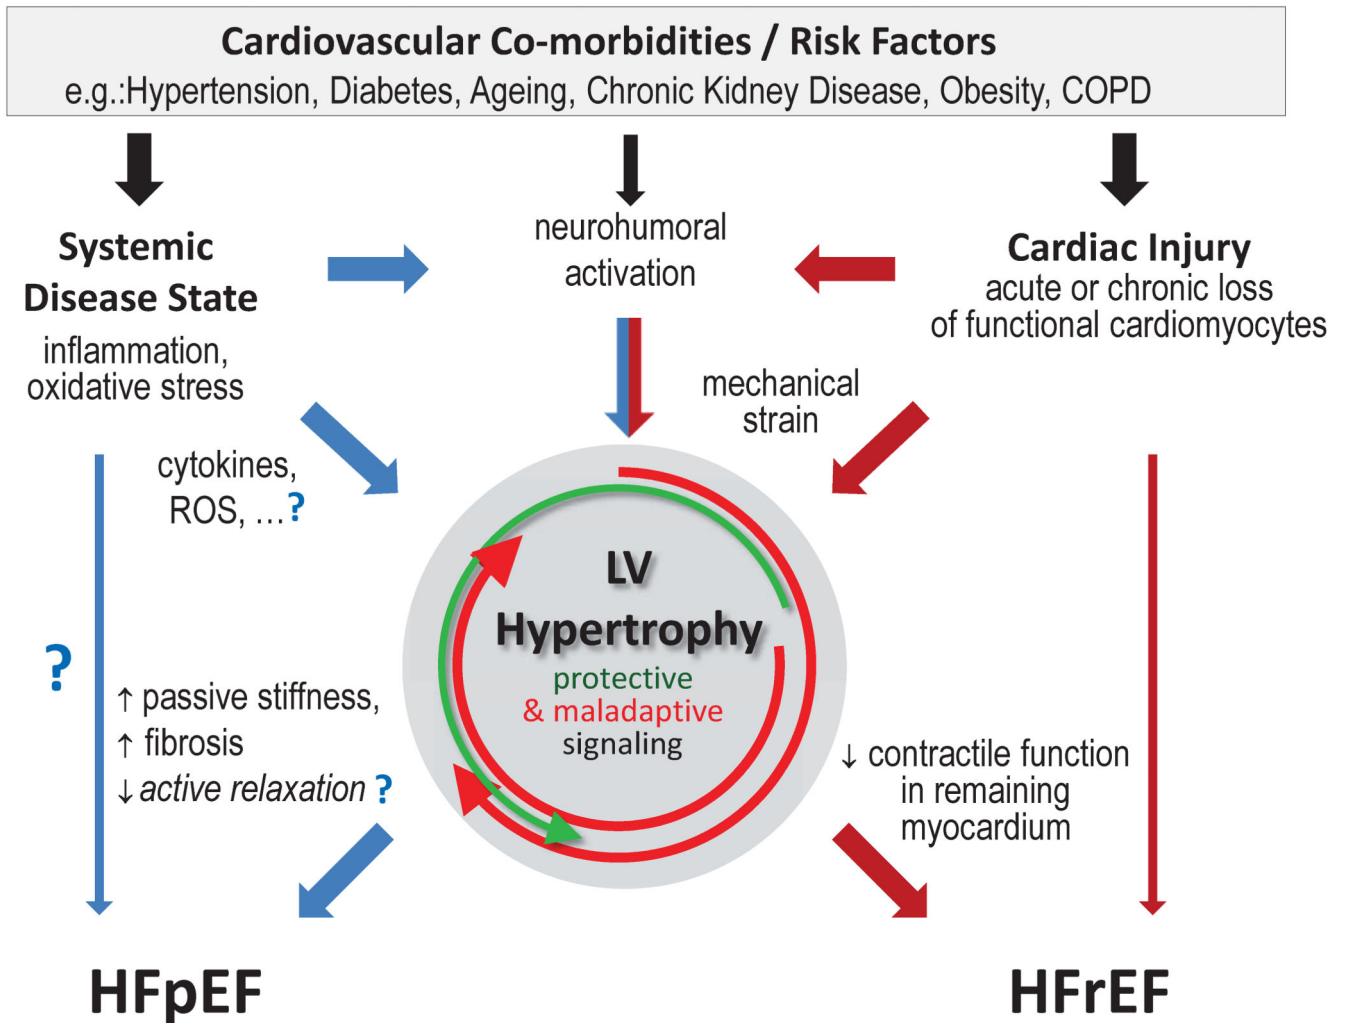 Cardiovascular Co-morbidities / Risk Factors
e.g.:Hypertension, Diabetes, Ageing, Chronic Kidney Disease, Obesity, COPD
Systemic
Disease State
inflammation,
oxidative stress
neurohumoral
activation
Cardiac Injury
acute or chronic loss
of functional cardiomyocytes
mechanical
strain
cytokines,
ROS, ...?
LV
Hypertrophy
protective
& maladaptive
signaling
?
↑ passive stiffness,
↑ fibrosis
↓ active relaxation ?
↓ contractile function
in remaining
myocardium
HFpEF
HFrEF